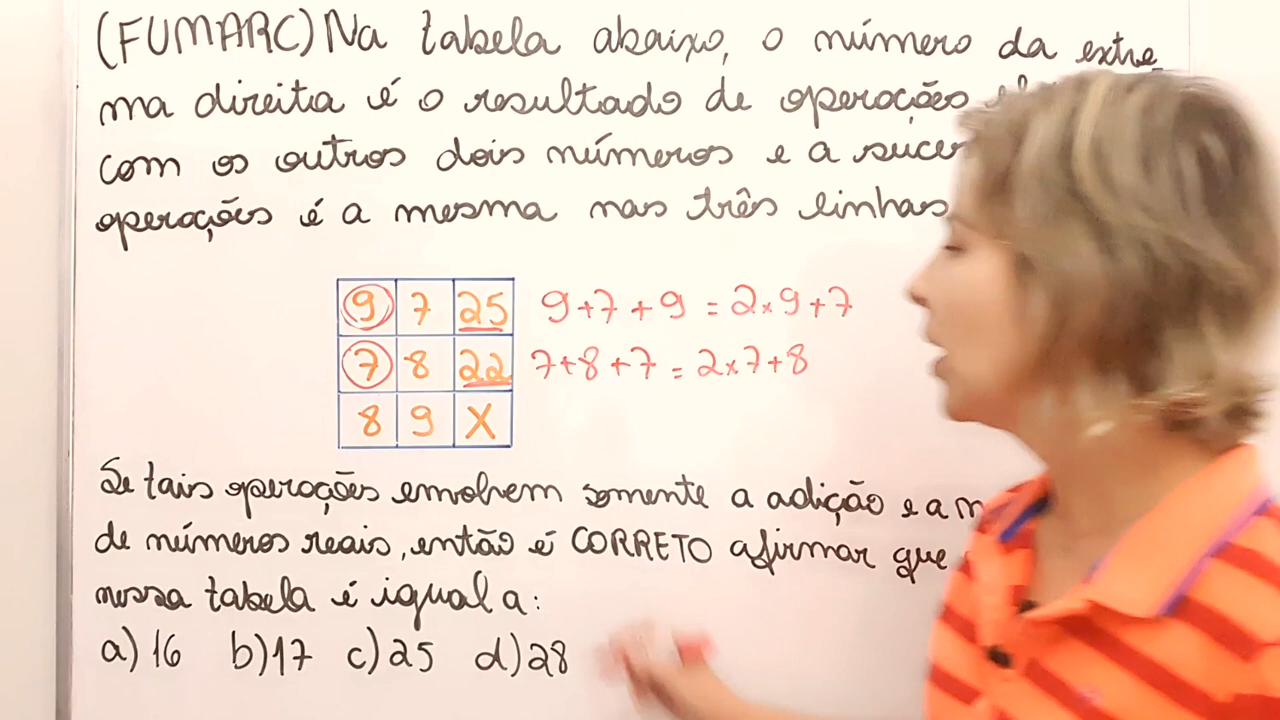 (FUMARC) Na tabela abaixo, o número da extre_
ma direita é o resultado de operações
com os outros dois números e a suces
operações é a mesma nas três linhas
9 7 25 9+7+9 = 2x9+7
7 8 22 7+8+7 = 2x7+8
8 9 X
Se tais operações envolvem somente a adição e a m
de números reais, então é CORRETO afirmar que
nessa tabela é igual a:
a) 16 b) 17 c) 25 d) 28